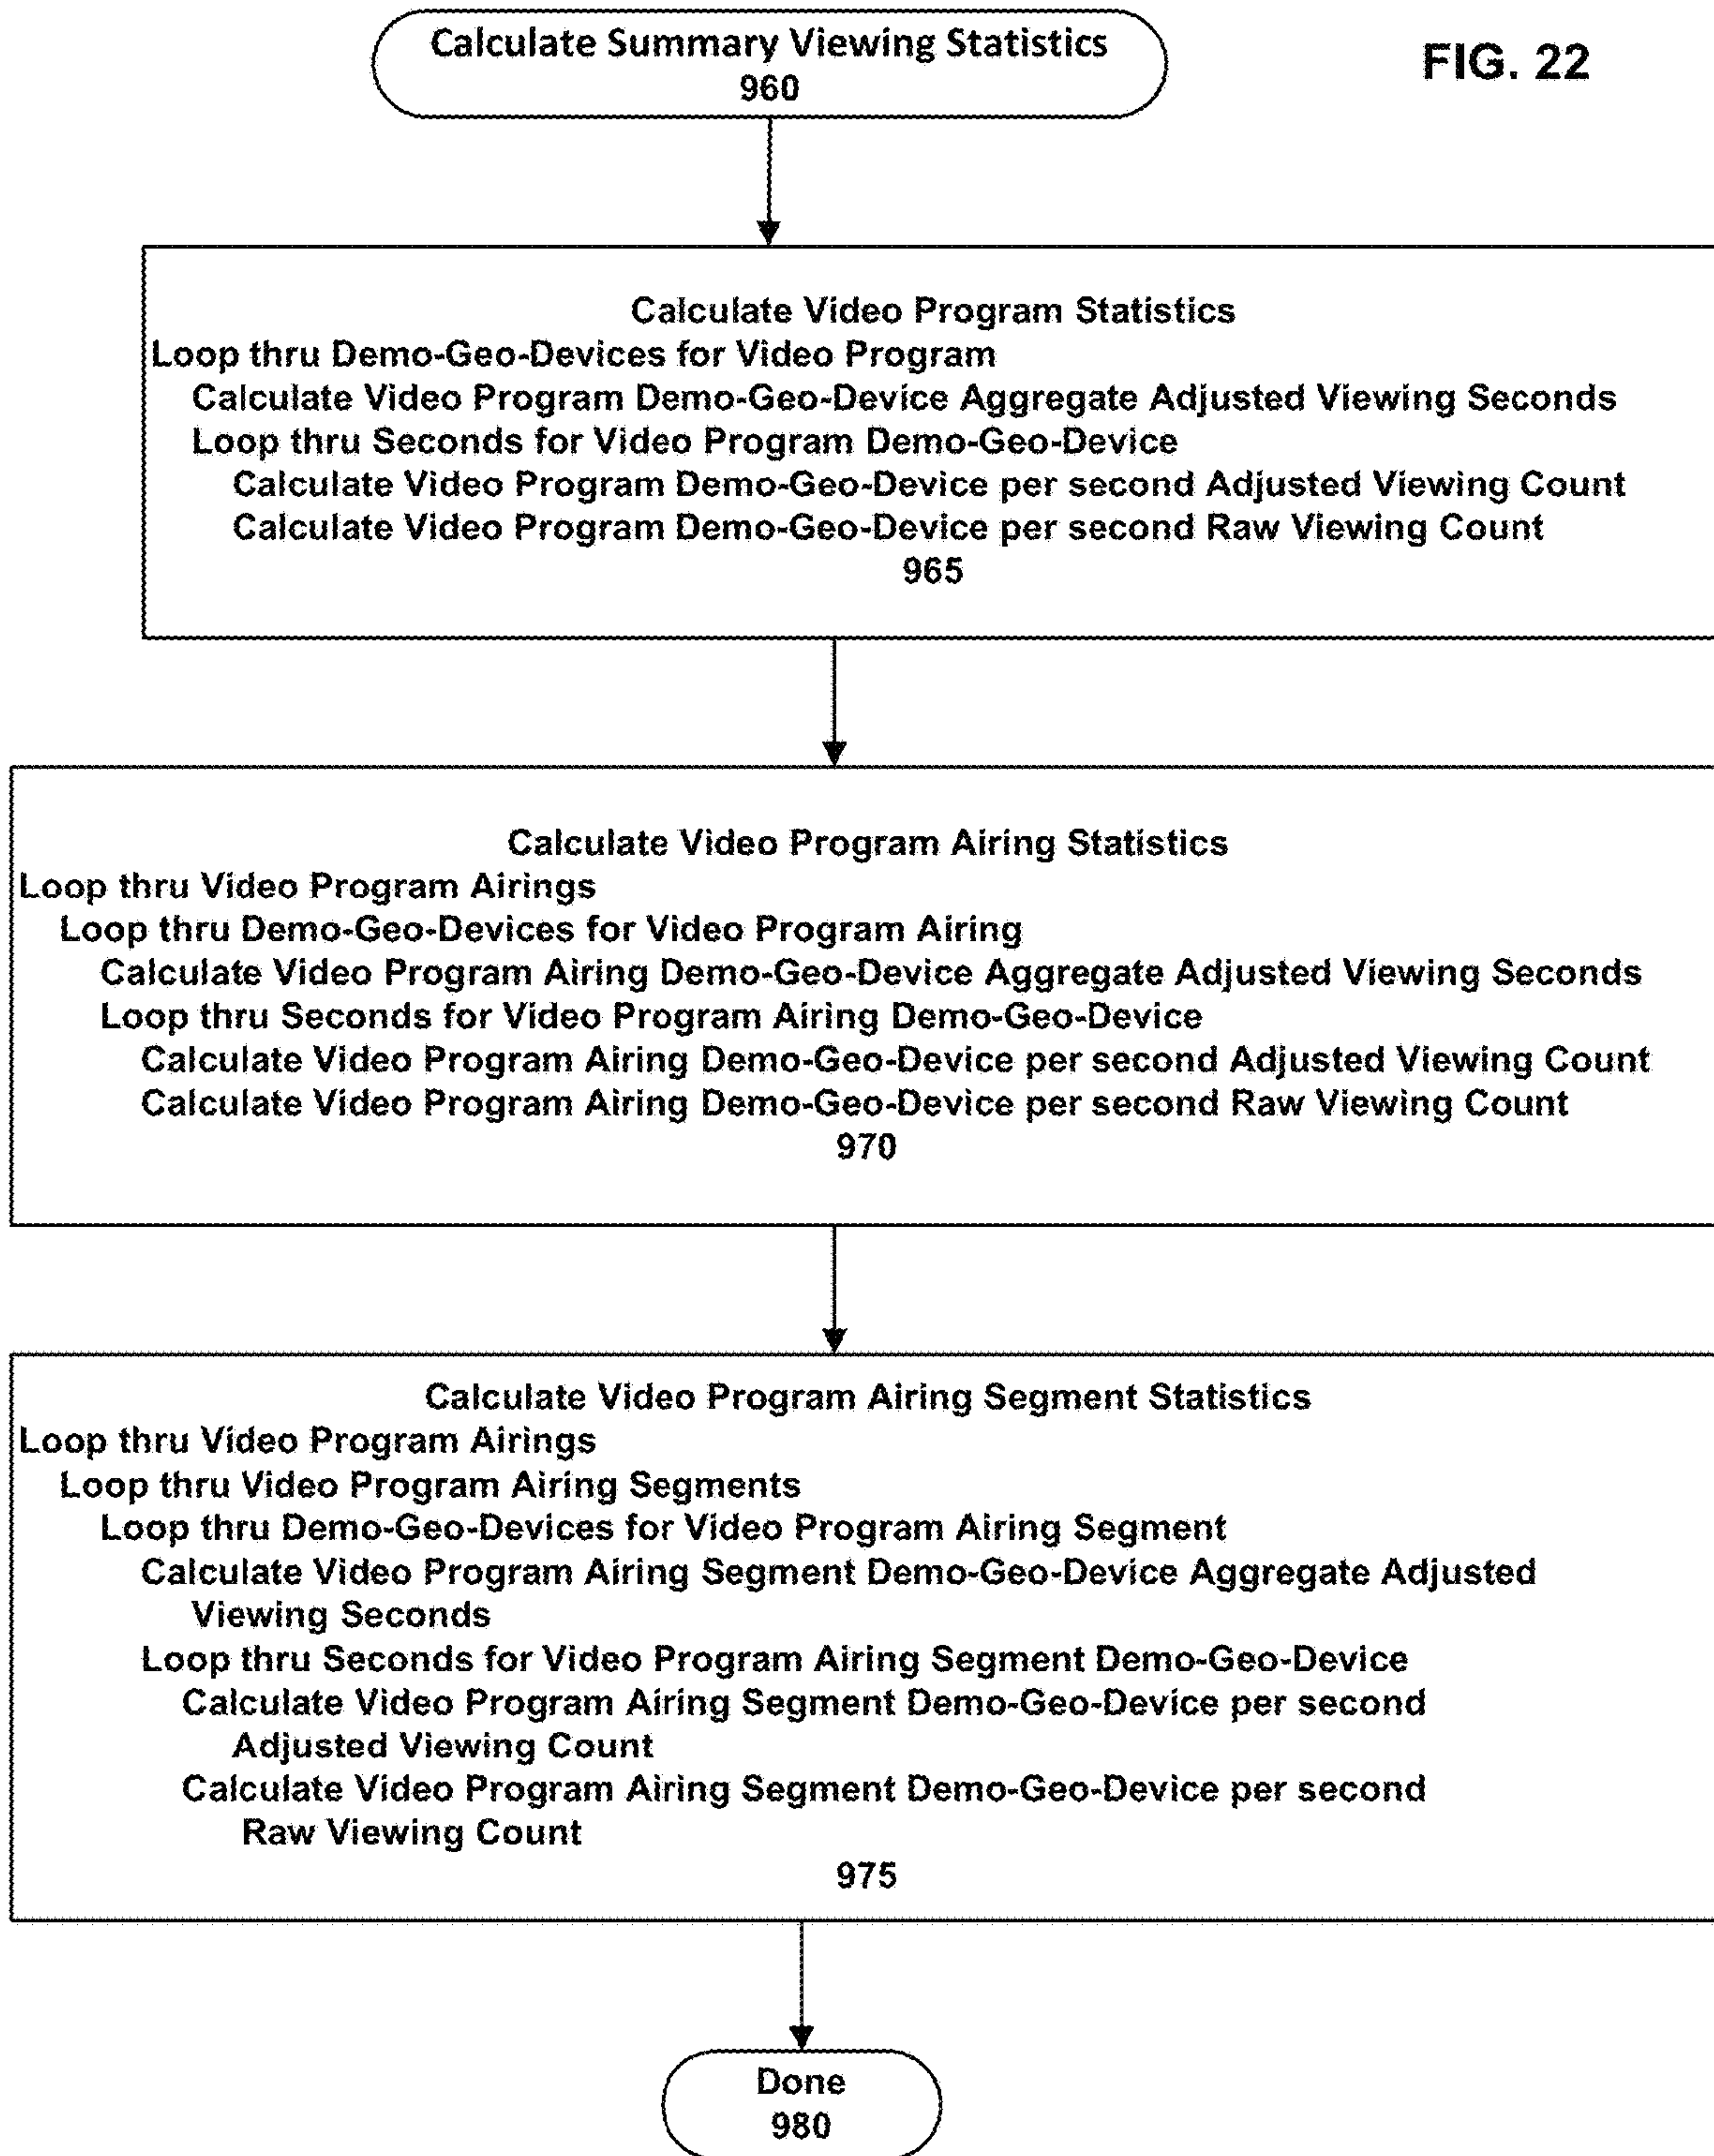 Calculate Summary Viewing Statistics
960
FIG. 22
Calculate Video Program Statistics
Loop thru Demo-Geo-Devices for Video Program
Calculate Video Program Demo-Geo-Device Aggregate Adjusted Viewing Seconds
Loop thru Seconds for Video Program Demo-Geo-Device
Calculate Video Program Demo-Geo-Device per second Adjusted Viewing Count
Calculate Video Program Demo-Geo-Device per second Raw Viewing Count
965
Calculate Video Program Airing Statistics
Loop thru Video Program Airings
Loop thru Demo-Geo-Devices for Video Program Airing
Calculate Video Program Airing Demo-Geo-Device Aggregate Adjusted Viewing Seconds
Loop thru Seconds for Video Program Airing Demo-Geo-Device
Calculate Video Program Airing Demo-Geo-Device per second Adjusted Viewing Count
Calculate Video Program Airing Demo-Geo-Device per second Raw Viewing Count
970
Calculate Video Program Airing Segment Statistics
Loop thru Video Program Airings
Loop thru Video Program Airing Segments
Loop thru Demo-Geo-Devices for Video Program Airing Segment
Calculate Video Program Airing Segment Demo-Geo-Device Aggregate Adjusted
Viewing Seconds
Loop thru Seconds for Video Program Airing Segment Demo-Geo-Device
Calculate Video Program Airing Segment Demo-Geo-Device per second
Adjusted Viewing Count
Calculate Video Program Airing Segment Demo-Geo-Device per second
Raw Viewing Count
975
Done
980